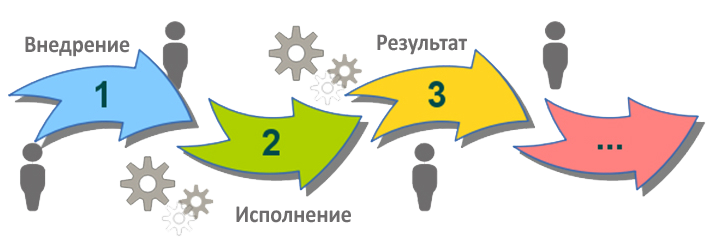 Внедрение
1
2
Исполнение
Результат
3
...